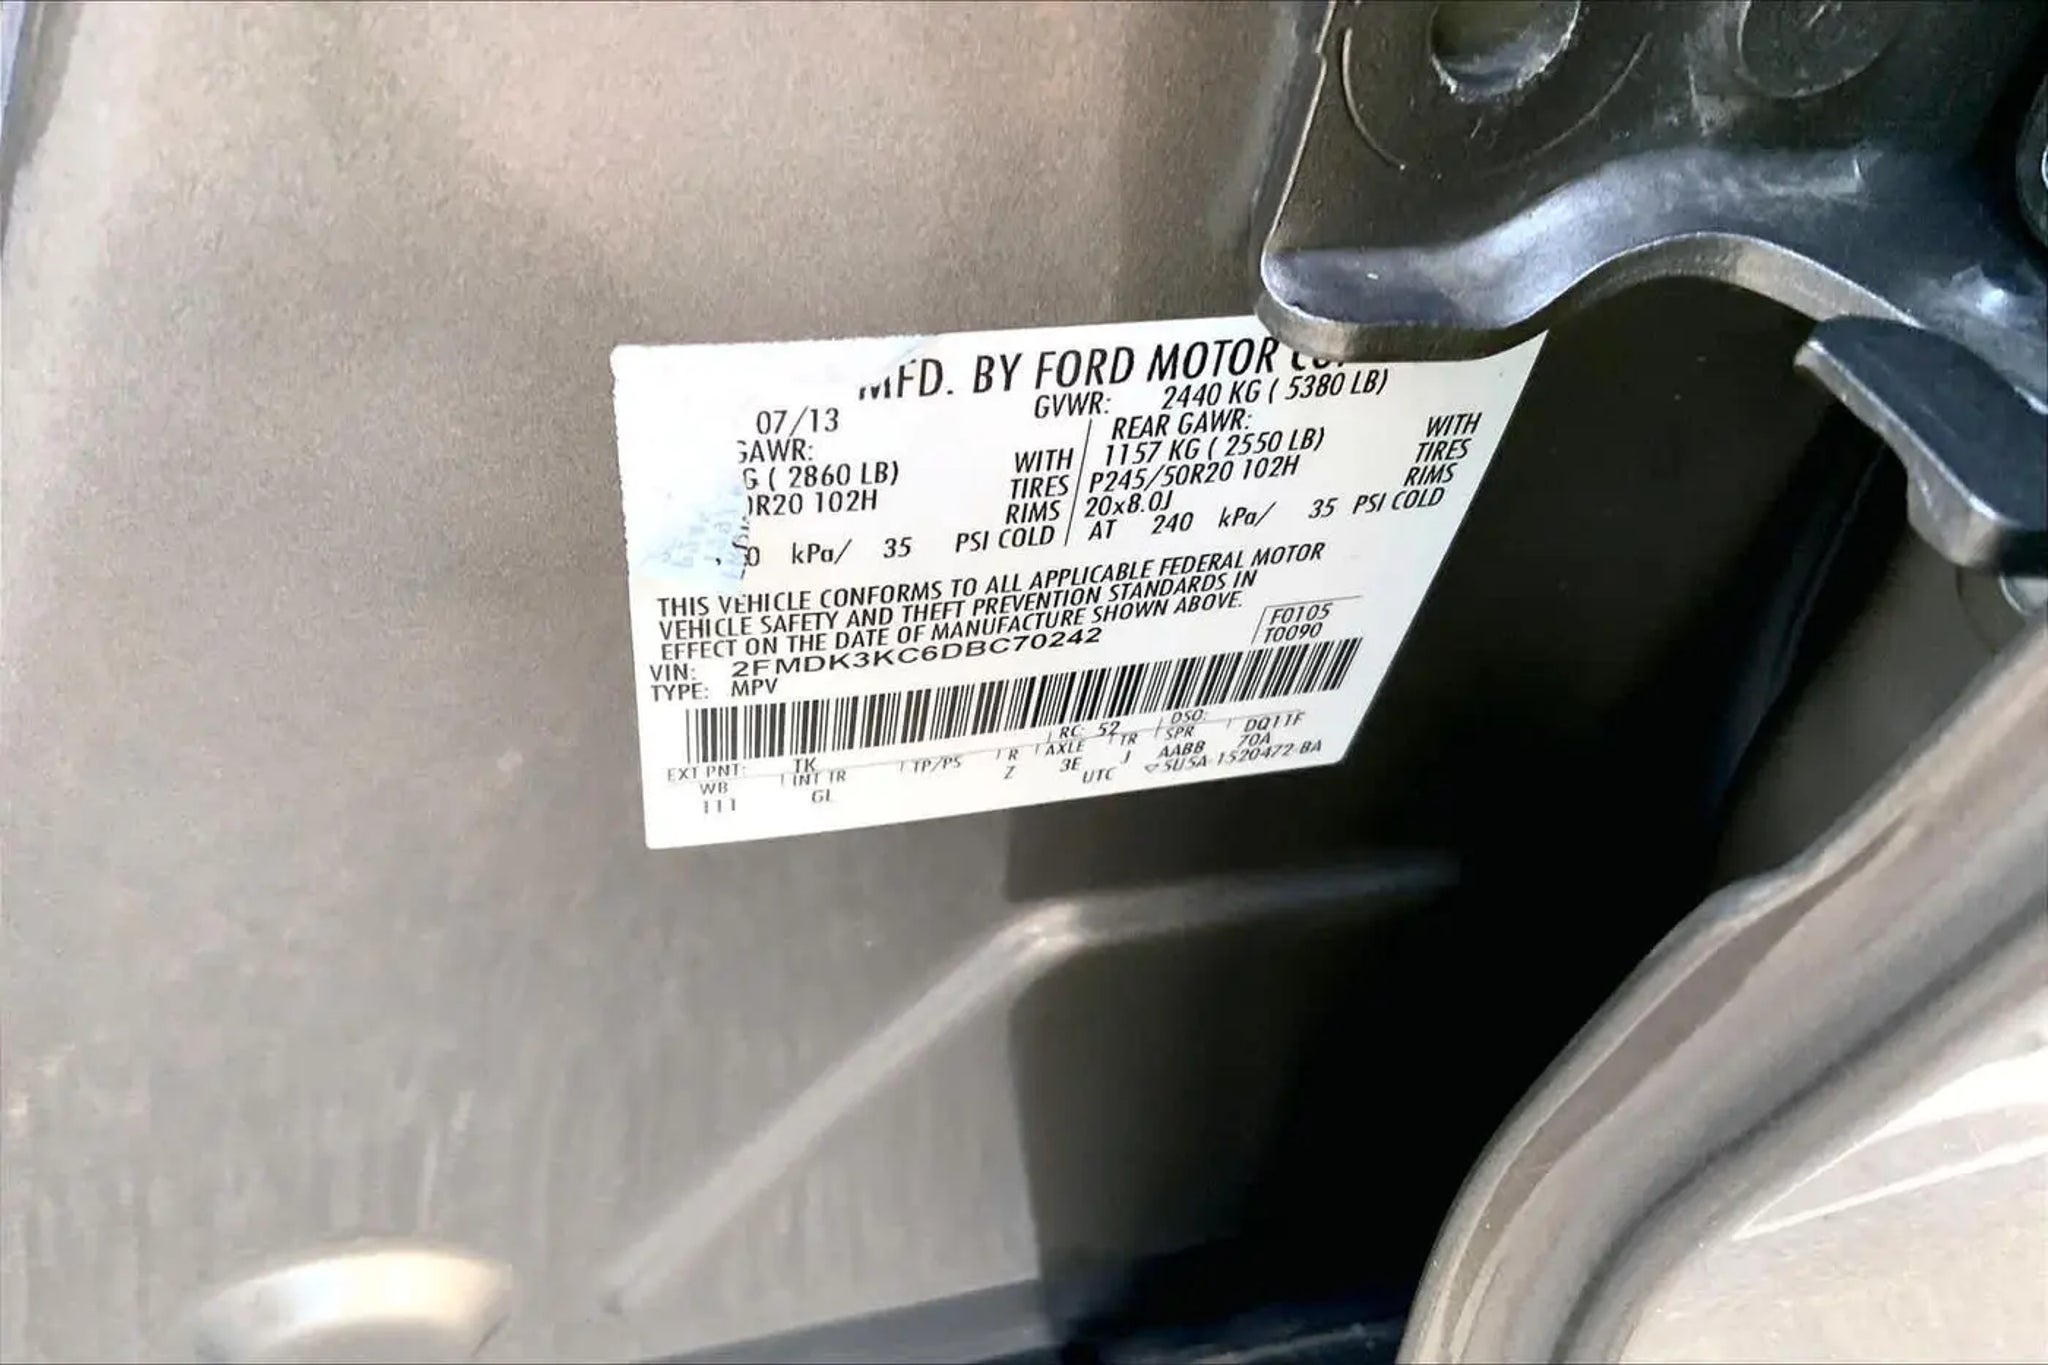 MFD. BY FORD MOTOR CO.
07/13 GVWR: 2440 KG ( 5380 LB)
GAWR: REAR GAWR:
G ( 2860 LB) WITH 1157 KG ( 2550 LB) WITH
R20 102H TIRES P245/50R20 102H TIRES
RIMS 20x8.0J RIMS
0 kPa/ 35 PSI COLD AT 240 kPa/ 35 PSI COLD
THIS VEHICLE CONFORMS TO ALL APPLICABLE FEDERAL MOTOR
VEHICLE SAFETY AND THEFT PREVENTION STANDARDS IN
EFFECT ON THE DATE OF MANUFACTURE SHOWN ABOVE.
F0105
T0090
VIN: 2FMDK3KC6DBC70242
TYPE: MPV
EXT PNT: TK RC: 52 DSO:
WB INT TR TP/PS R AXLE TR SPR DQ11F
111 GL Z 3E J AABB 70A
UTC 5U5A-1520472-BA